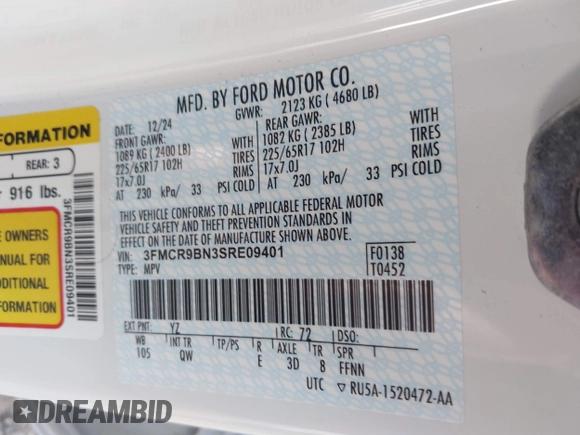 MFD. BY FORD MOTOR CO.
DATE: 12/24
GVWR: 2123 KG (4680 LB)
FRONT GAWR:
REAR GAWR:
1089 KG (2400 LB)
1082 KG (2385 LB)
225/65R17 102H TIRES
225/65R17 102H TIRES
17x7.0J RIMS
17x7.0J RIMS
AT 230 kPa/ 33 PSI COLD
AT 230 kPa/ 33 PSI COLD
THIS VEHICLE CONFORMS TO ALL APPLICABLE FEDERAL MOTOR
VEHICLE SAFETY AND THEFT PREVENTION STANDARDS IN
EFFECT ON THE DATE OF MANUFACTURE SHOWN ABOVE.
VIN: 3FMCR9BN3SRE09401
TYPE: MPV
F0138
T0452
EXT PNT: YZ RC: 72 DSO:
WB INT TR TP/PS R AXLE TR SPR
105 QW E 3D 8 FFNN
UTC ▽ RU5A-1520472-AA
FORMATION
REAR: 3
916 lbs.
OWNERS
NUAL FOR
DDITIONAL
ORMATION
3FMCR9BN3SRE09401
DREAMBID